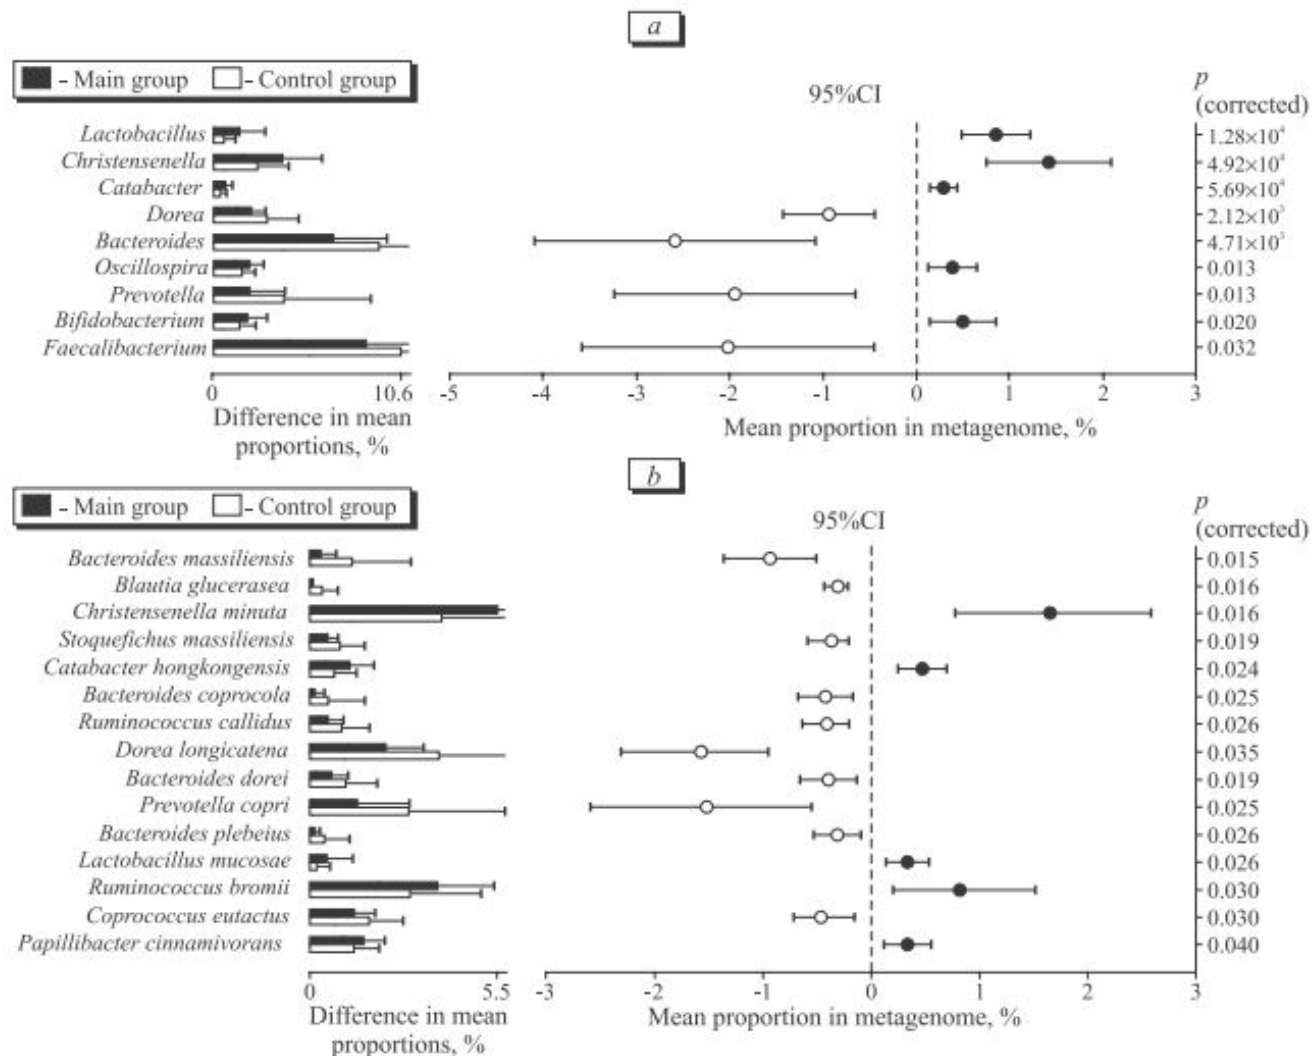 a
- Main group - Control group
95%CI
p
(corrected)
Lactobacillus
Christensenella
Catabacter
Dorea
Bacteroides
Oscillospira
Prevotella
Bifidobacterium
Faecalibacterium
1.28×10⁴
4.92×10⁴
5.69×10⁴
2.12×10³
4.71×10³
0.013
0.013
0.020
0.032
0 10.6
Difference in mean
proportions, %
-5 -4 -3 -2 -1 0 1 2 3
Mean proportion in metagenome, %
b
- Main group - Control group
95%CI
p
(corrected)
Bacteroides massiliensis
Blautia glucerasea
Christensenella minuta
Stoquefichus massiliensis
Catabacter hongkongensis
Bacteroides coprocola
Ruminococcus callidus
Dorea longicatena
Bacteroides dorei
Prevotella copri
Bacteroides plebeius
Lactobacillus mucosae
Ruminococcus bromii
Coprococcus eutactus
Papillibacter cinnamivorans
0.015
0.016
0.016
0.019
0.024
0.025
0.026
0.035
0.019
0.025
0.026
0.026
0.030
0.030
0.040
0 5.5
Difference in mean
proportions, %
-3 -2 -1 0 1 2 3
Mean proportion in metagenome, %